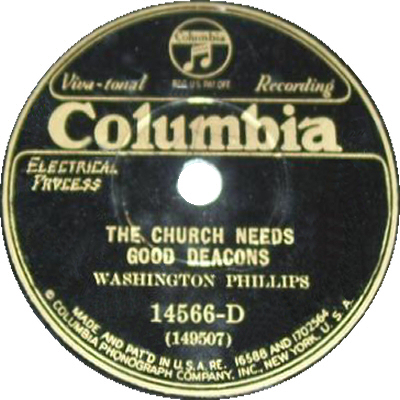 Columbia
REG. U.S. PAT. OFF.
Viva-tonal Recording
Columbia
ELECTRICAL
PROCESS
THE CHURCH NEEDS
GOOD DEACONS
WASHINGTON PHILLIPS
14566-D
(149507)
MADE AND PAT'D IN U.S.A. RE. 16588 AND 1702564
© COLUMBIA PHONOGRAPH COMPANY, INC., NEW YORK, U.S.A.